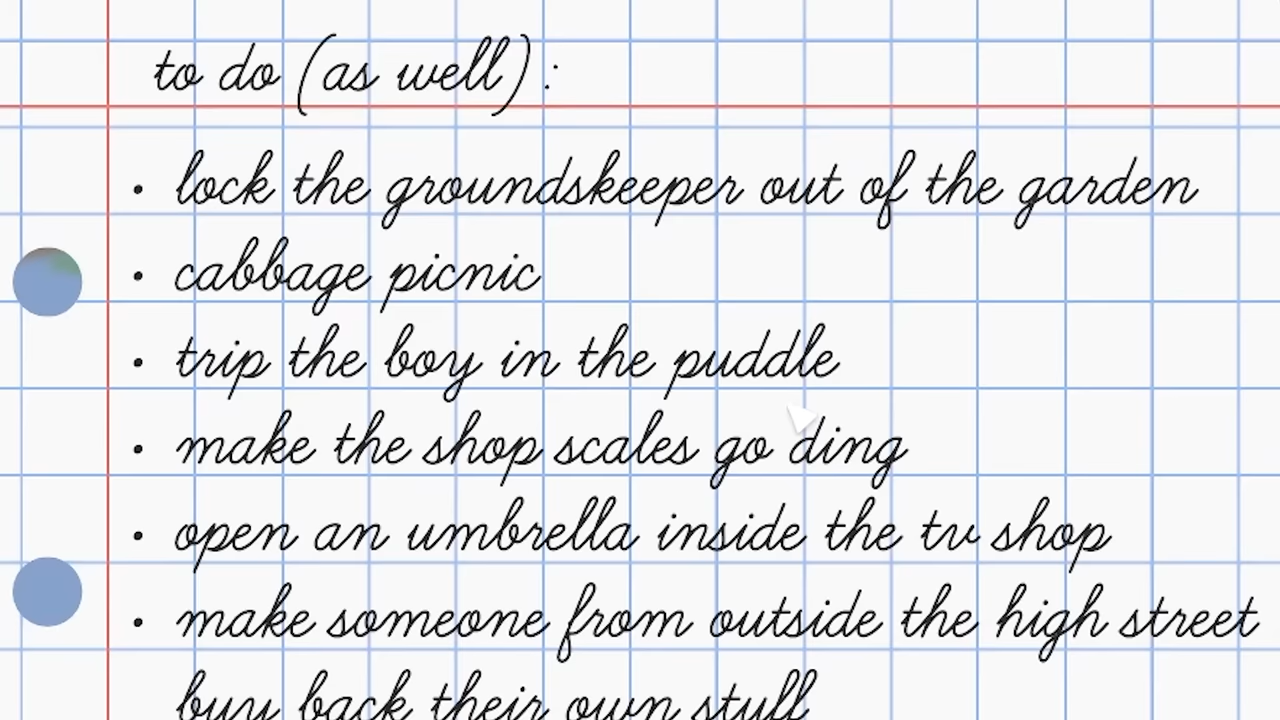 to do (as well) :
• lock the groundskeeper out of the garden
• cabbage picnic
• trip the boy in the puddle
• make the shop scales go ding
• open an umbrella inside the tv shop
• make someone from outside the high street
buy back their own stuff